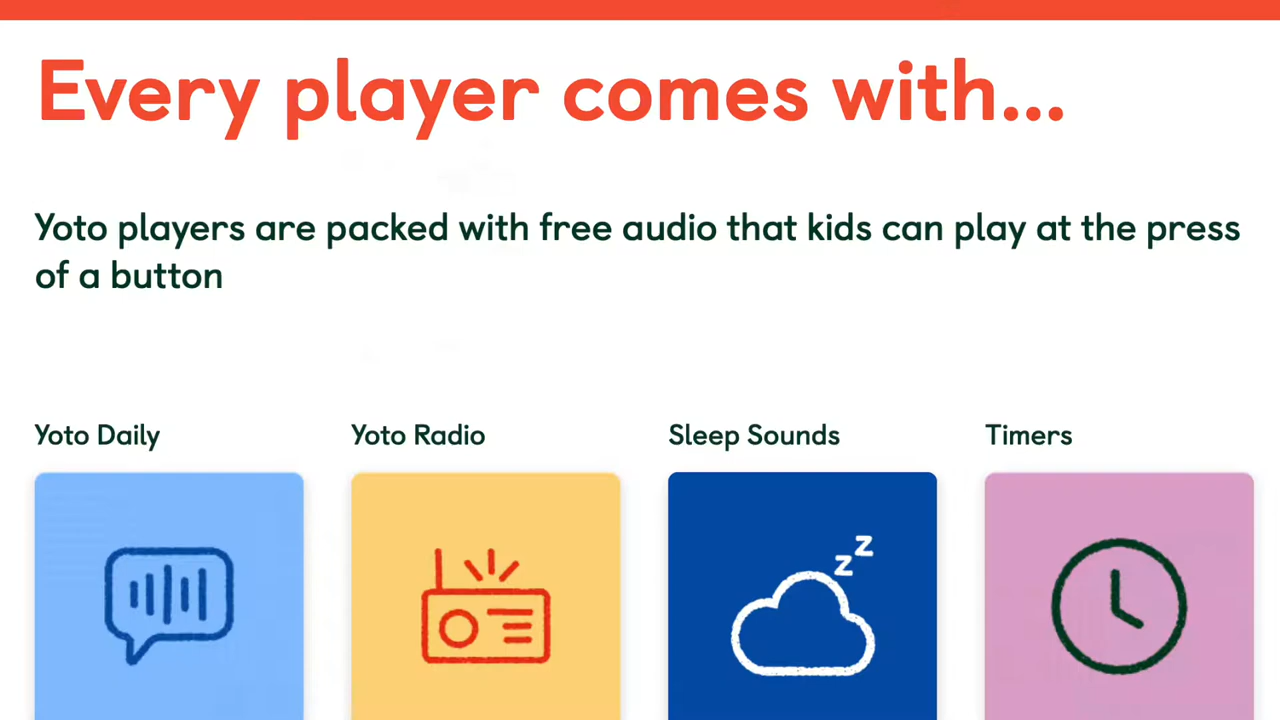 Every player comes with...
Yoto players are packed with free audio that kids can play at the press
of a button
Yoto Daily
Yoto Radio
Sleep Sounds
Timers
z z